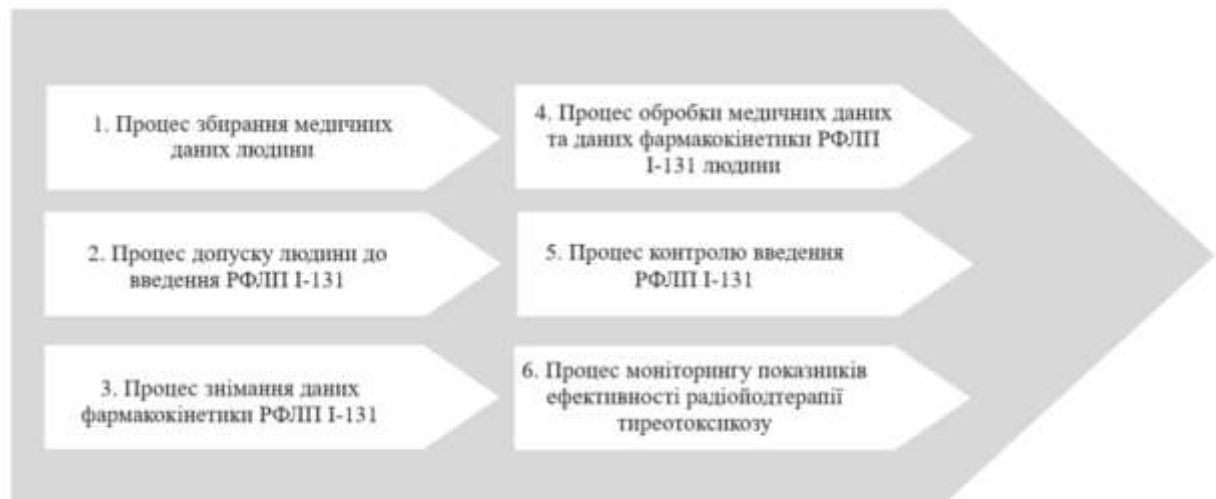 1. Процес збирання медичних
даних людини
2. Процес допуску людини до
введення РФЛП І-131
3. Процес знімання даних
фармакокінетики РФЛП І-131
4. Процес обробки медичних даних
та даних фармакокінетики РФЛП
І-131 людини
5. Процес контролю введення
РФЛП І-131
6. Процес моніторингу показників
ефективності радіойодтерапії
тиреотоксикозу